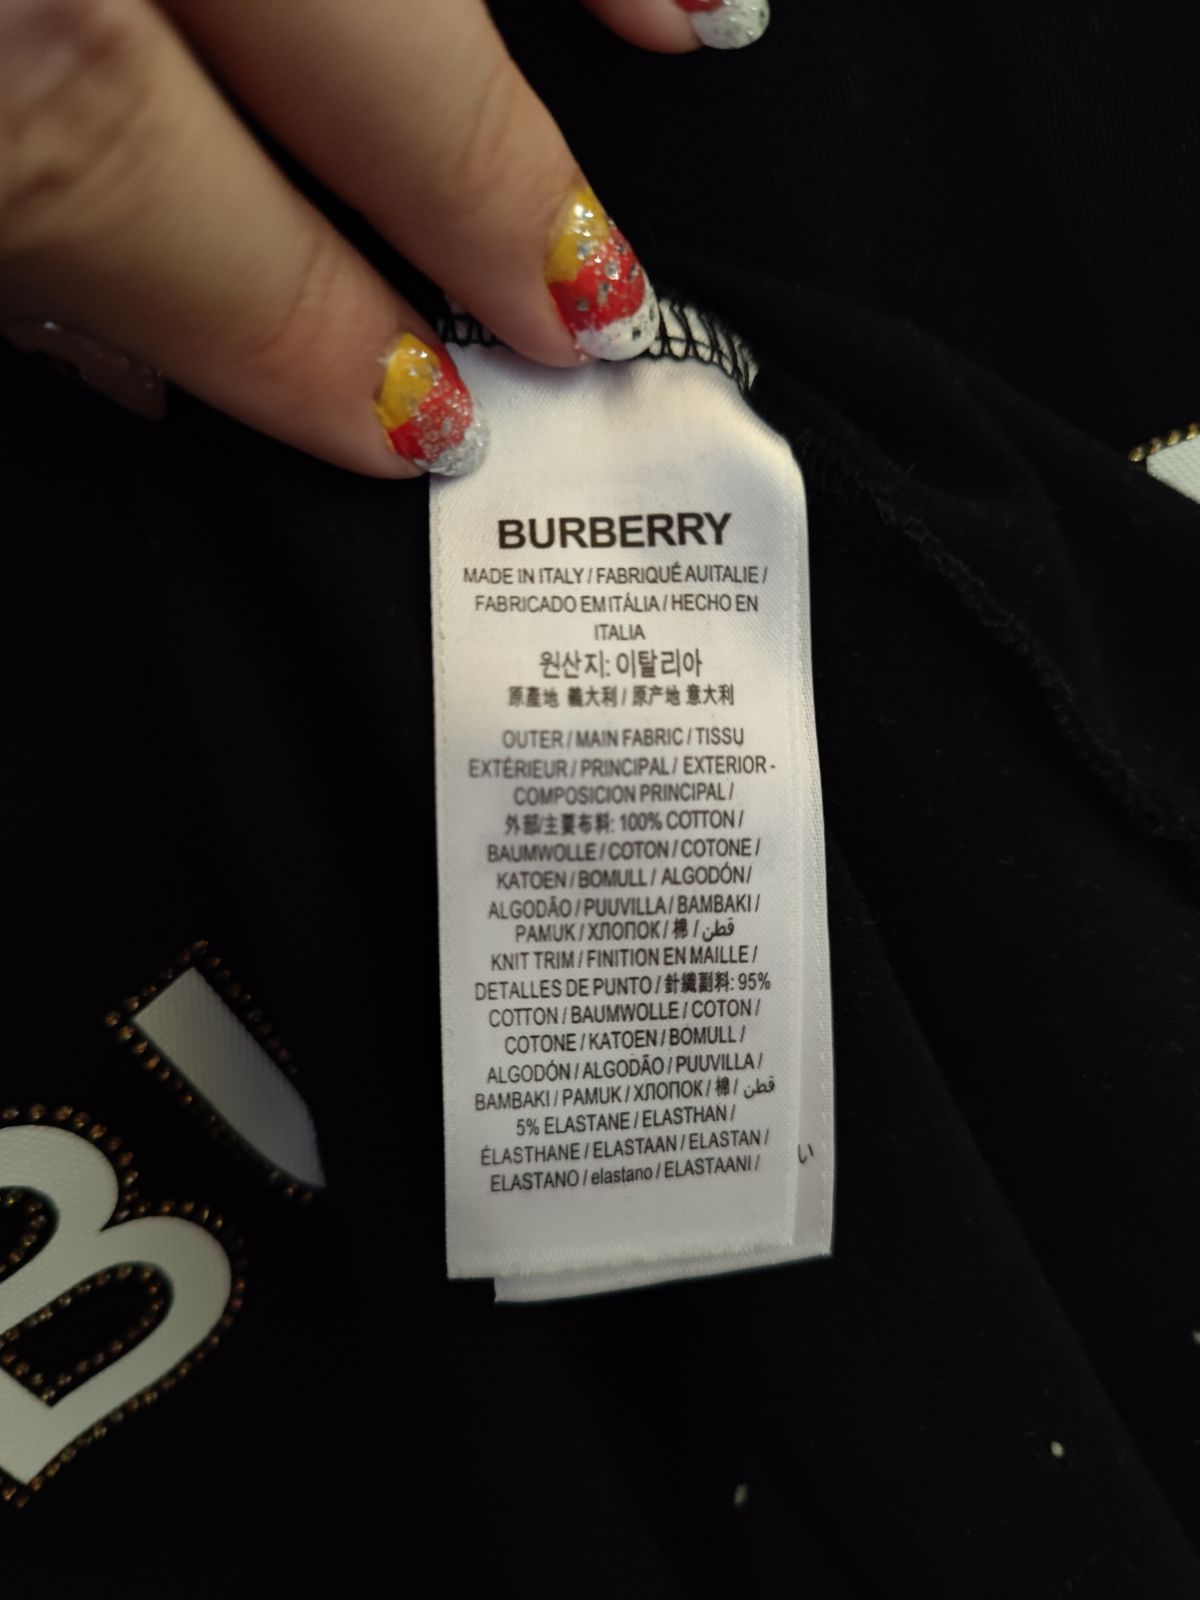 BURBERRY
MADE IN ITALY / FABRIQUÉ AUITALIE /
FABRICADO EM ITÁLIA / HECHO EN
ITALIA
원산지: 이탈리아
原產地 義大利 / 原产地 意大利
OUTER / MAIN FABRIC / TISSU
EXTÉRIEUR / PRINCIPAL / EXTERIOR -
COMPOSICION PRINCIPAL /
外部/主要布料: 100% COTTON /
BAUMWOLLE / COTON / COTONE /
KATOEN / BOMULL / ALGODÓN /
ALGODÃO / PUUVILLA / BAMBAKI /
PAMUK / ХЛОПОК / 棉 / قطن
KNIT TRIM / FINITION EN MAILLE /
DETALLES DE PUNTO / 針織副料: 95%
COTTON / BAUMWOLLE / COTON /
COTONE / KATOEN / BOMULL /
ALGODÓN / ALGODÃO / PUUVILLA /
BAMBAKI / PAMUK / ХЛОПОК / 棉 / قطن
5% ELASTANE / ELASTHAN /
ÉLASTHANE / ELASTAAN / ELASTAN /
ELASTANO / elastano / ELASTAANI /
B